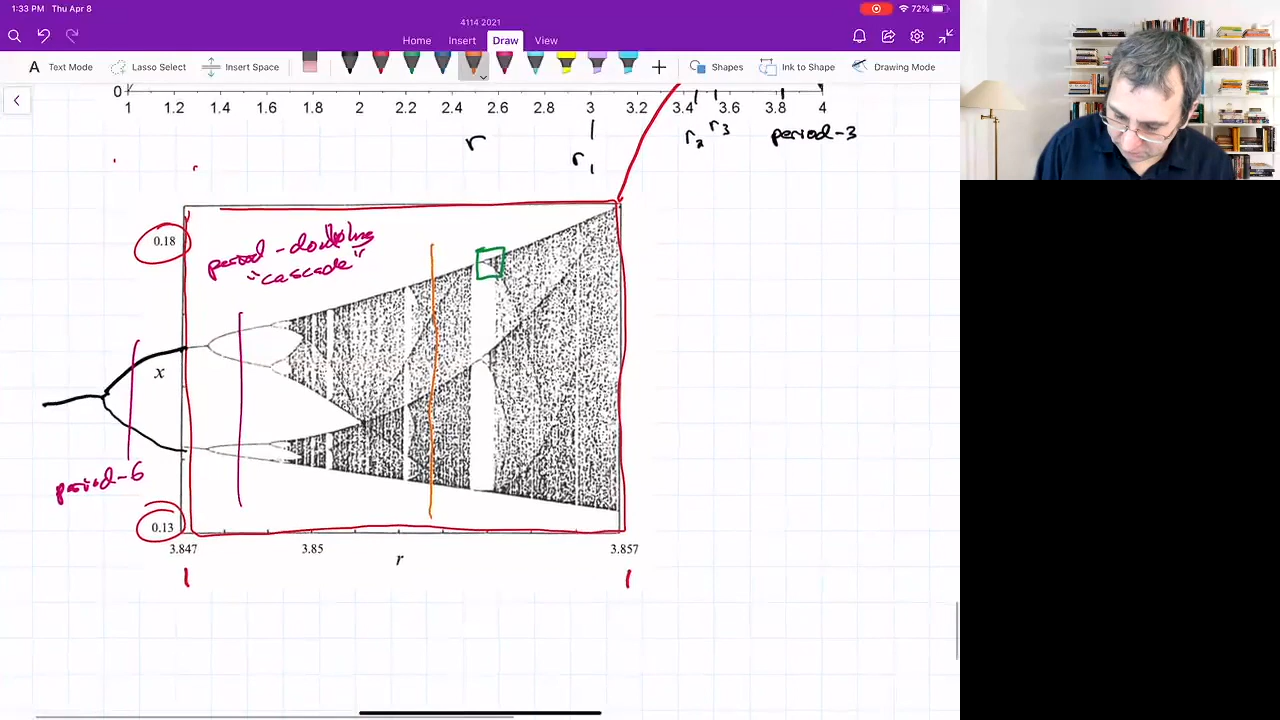 1:33 PM Thu Apr 8
72%
4114 2021
Home Insert Draw View
Text Mode Lasso Select Insert Space Shapes Ink to Shape Drawing Mode
0
1 1.2 1.4 1.6 1.8 2 2.2 2.4 2.6 2.8 3 3.2 3.4 3.6 3.8 4
r r1 r2 r3 period-3
0.18
period-doubling
"cascade"
x
period-6
0.13
3.847 3.85 3.857
r